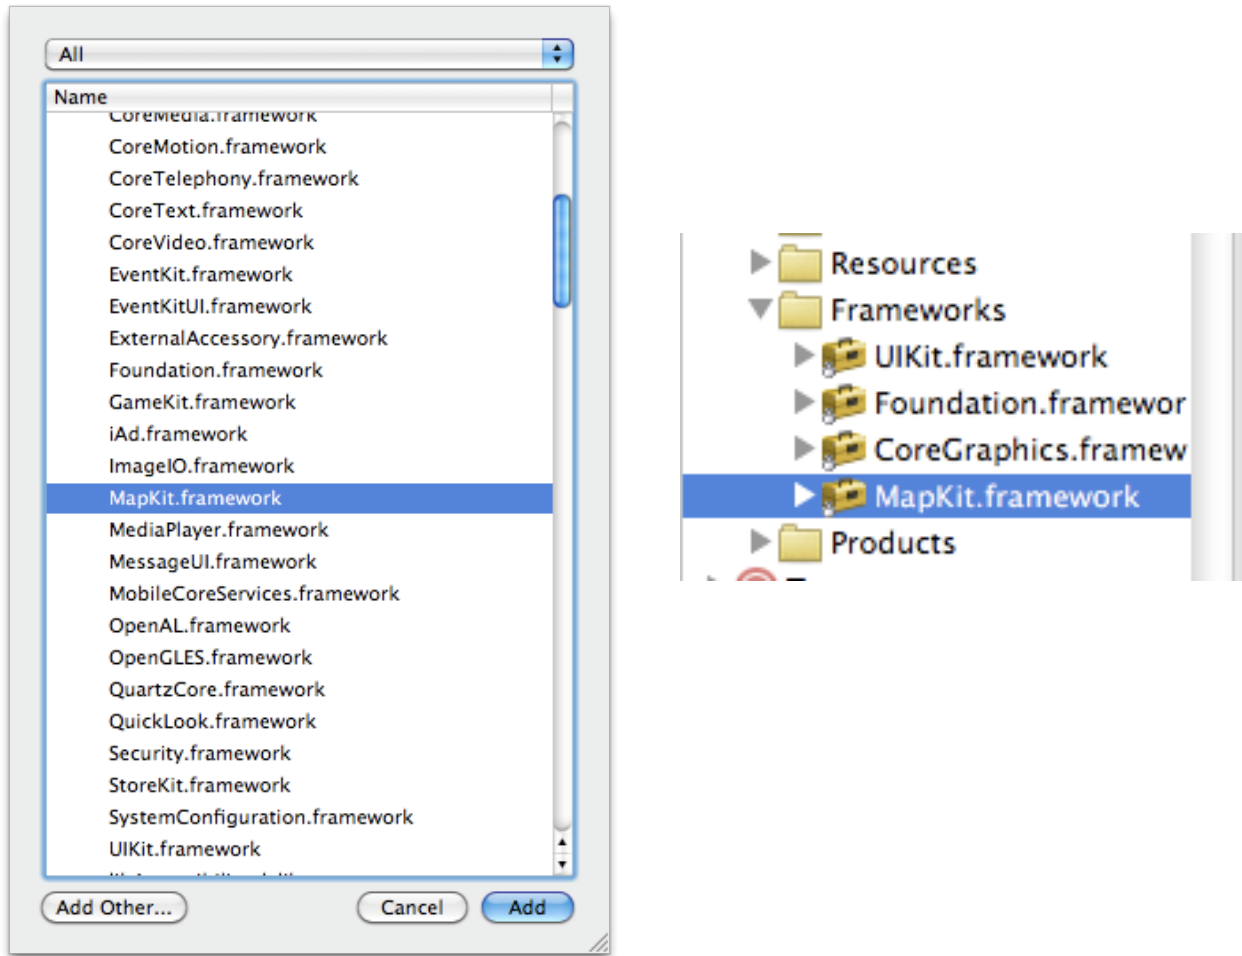 All
Name
CoreMedia.framework
CoreMotion.framework
CoreTelephony.framework
CoreText.framework
CoreVideo.framework
EventKit.framework
EventKitUI.framework
ExternalAccessory.framework
Foundation.framework
GameKit.framework
iAd.framework
ImageIO.framework
MapKit.framework
MediaPlayer.framework
MessageUI.framework
MobileCoreServices.framework
OpenAL.framework
OpenGLES.framework
QuartzCore.framework
QuickLook.framework
Security.framework
StoreKit.framework
SystemConfiguration.framework
UIKit.framework
Add Other... Cancel Add
Resources
Frameworks
UIKit.framework
Foundation.framewor
CoreGraphics.framew
MapKit.framework
Products